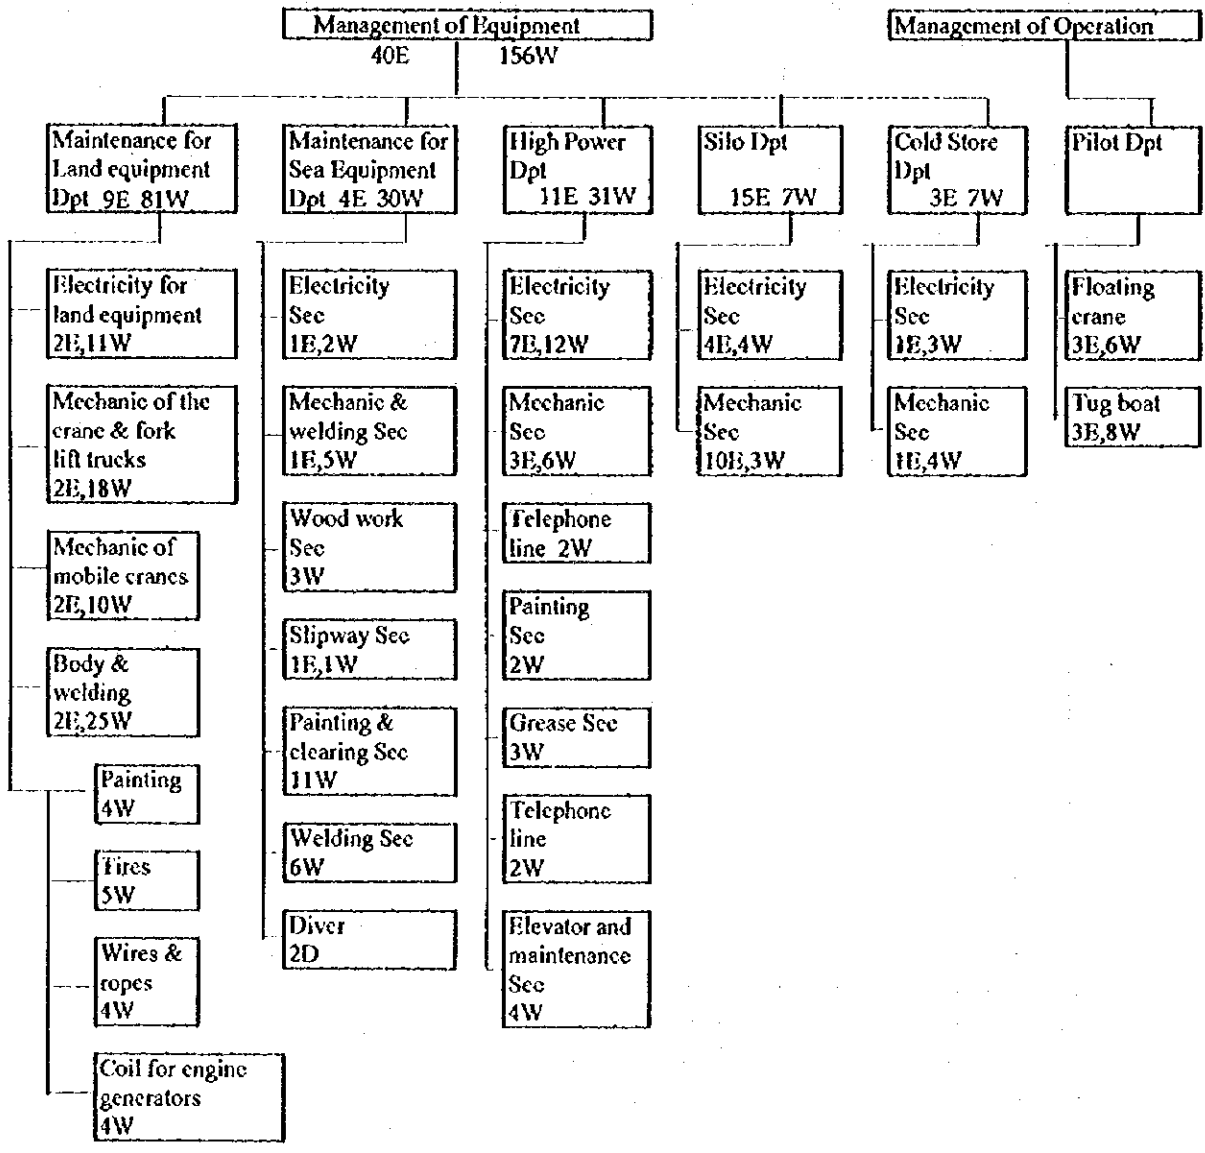 Management of Equipment
40E 156W
Management of Operation
Maintenance for
Land equipment
Dpt 9E 81W
Maintenance for
Sea Equipment
Dpt 4E 30W
High Power
Dpt
11E 31W
Silo Dpt
15E 7W
Cold Store
Dpt
3E 7W
Pilot Dpt
Electricity for
land equipment
2E,11W
Mechanic of the
crane & fork
lift trucks
2E,18W
Mechanic of
mobile cranes
2E,10W
Body &
welding
2E,25W
Painting
4W
Tires
5W
Wires &
ropes
4W
Coil for engine
generators
4W
Electricity
Sec
1E,2W
Mechanic &
welding Sec
1E,5W
Wood work
Sec
3W
Slipway Sec
1E,1W
Painting &
clearing Sec
11W
Welding Sec
6W
Diver
2D
Electricity
Sec
7E,12W
Mechanic
Sec
3E,6W
Telephone
line 2W
Painting
Sec
2W
Grease Sec
3W
Telephone
line
2W
Elevator and
maintenance
Sec
4W
Electricity
Sec
4E,4W
Mechanic
Sec
10E,3W
Electricity
Sec
1E,3W
Mechanic
Sec
1E,4W
Floating
crane
3E,6W
Tug boat
3E,8W